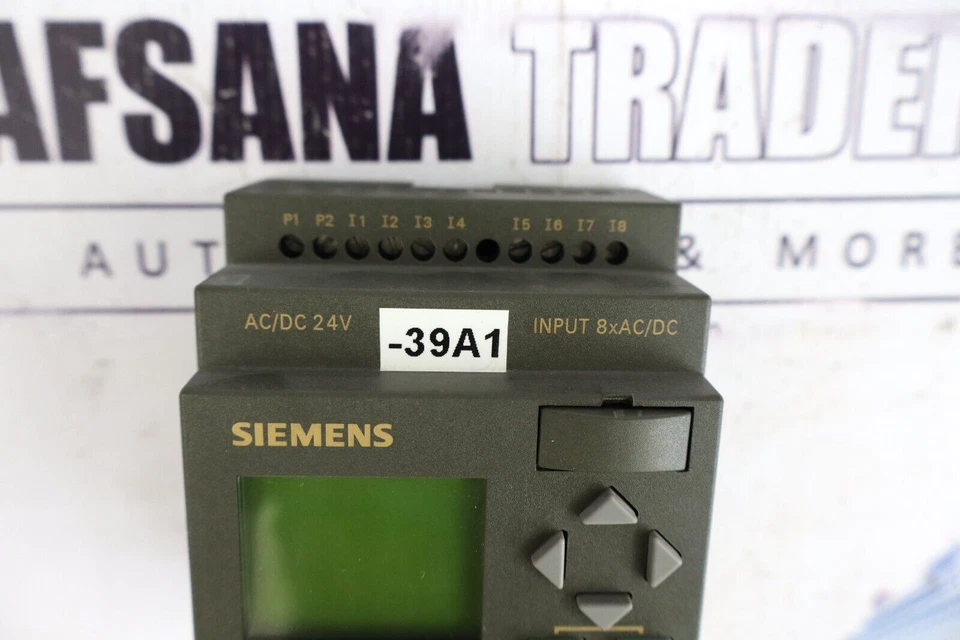 AFSANA TRADER
AUT & MORE
P1 P2 I1 I2 I3 I4 I5 I6 I7 I8
AC/DC 24V -39A1 INPUT 8xAC/DC
SIEMENS